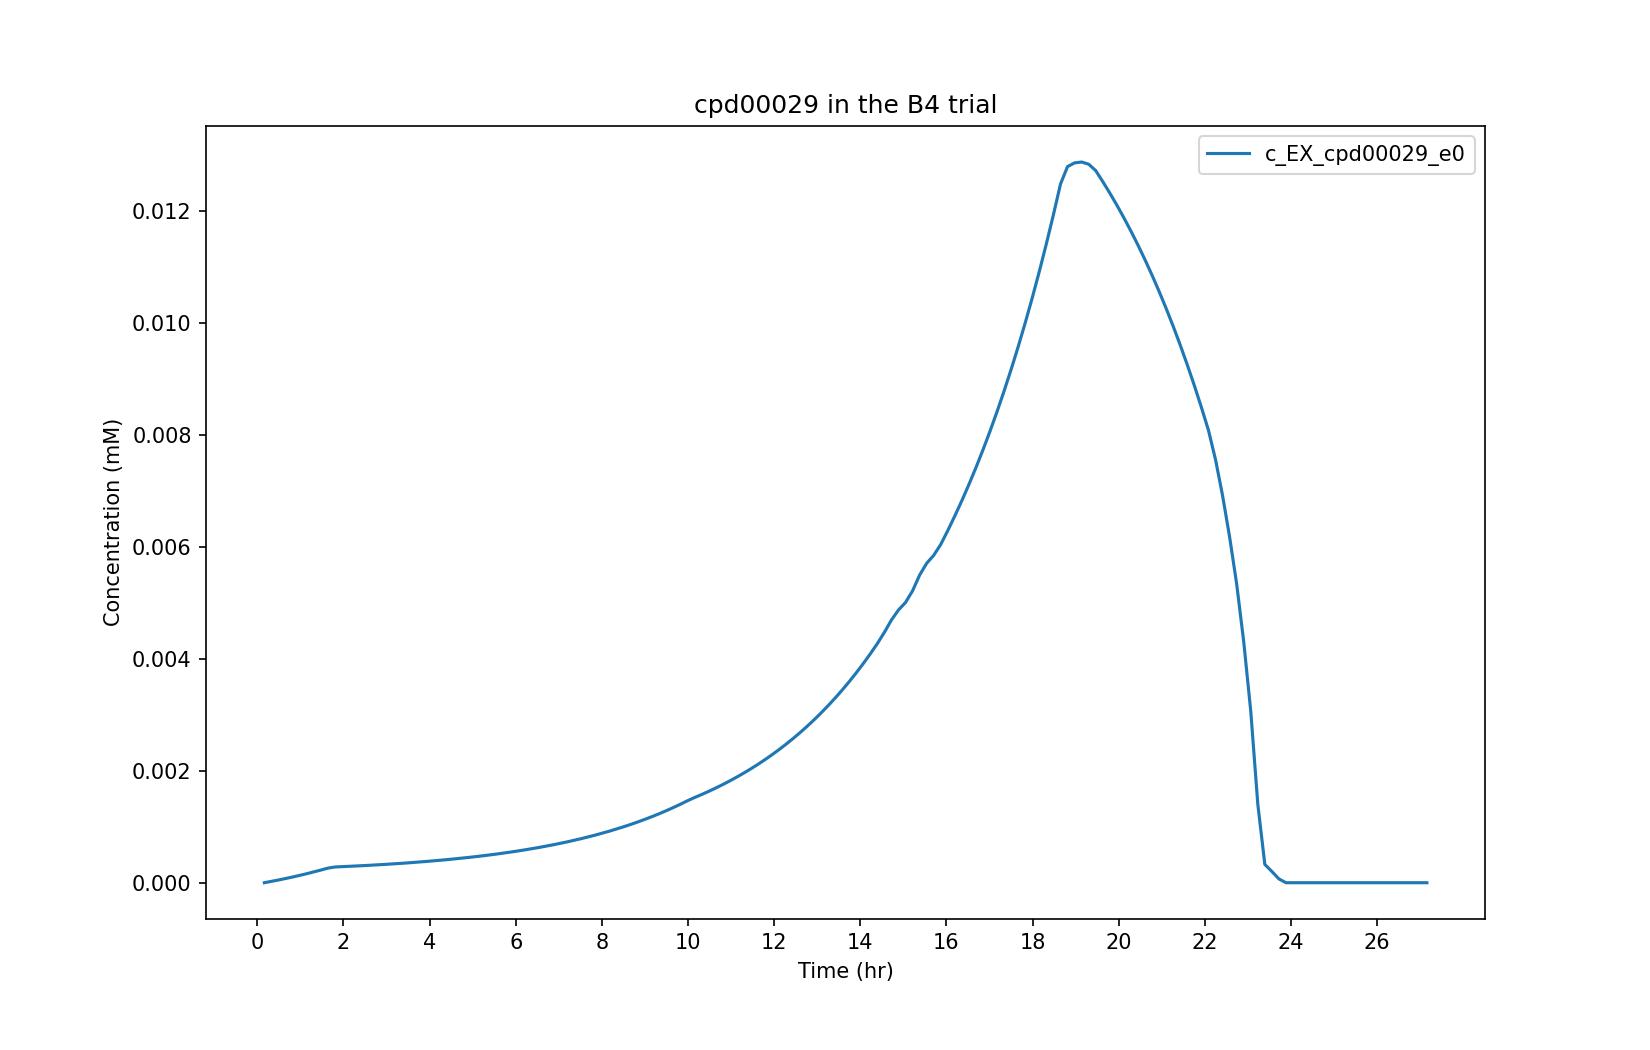 cpd00029 in the B4 trial
c_EX_cpd00029_e0
Concentration (mM)
0.012
0.010
0.008
0.006
0.004
0.002
0.000
0 2 4 6 8 10 12 14 16 18 20 22 24 26
Time (hr)